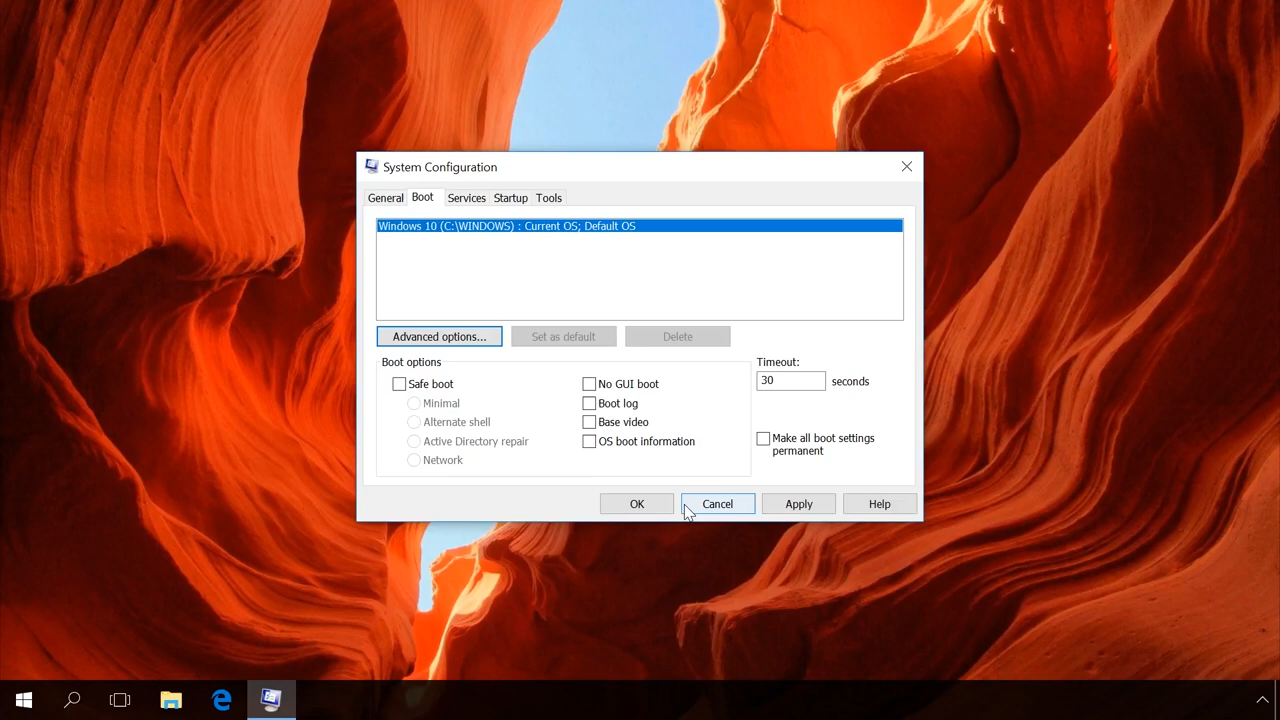 System Configuration
General Boot Services Startup Tools
Windows 10 (C:\WINDOWS) : Current OS; Default OS
Advanced options... Set as default Delete
Boot options
Timeout:
Safe boot No GUI boot
30 seconds
Minimal Boot log
Alternate shell Base video
Active Directory repair OS boot information
Make all boot settings
permanent
Network
OK Cancel Apply Help